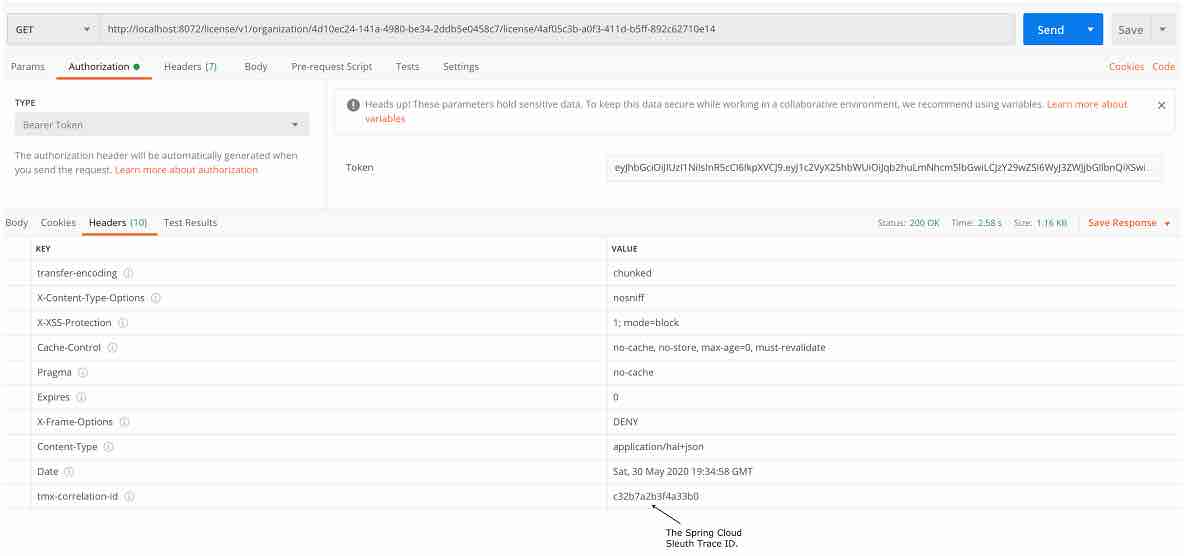 GET http://localhost:8072/license/v1/organization/4d10ec24-141a-4980-be34-2ddb5e0458c7/license/4af05c3b-a0f3-411d-b5ff-892c62710e14 Send Save
Params Authorization Headers (7) Body Pre-request Script Tests Settings Cookies Code
TYPE
Bearer Token
The authorization header will be automatically generated when
you send the request. Learn more about authorization
Heads up! These parameters hold sensitive data. To keep this data secure while working in a collaborative environment, we recommend using variables. Learn more about
variables
Token
Body Cookies Headers (10) Test Results Status: 200 OK Time: 2.58 s Size: 1.16 KB Save Response
KEY VALUE
transfer-encoding chunked
X-Content-Type-Options nosniff
X-XSS-Protection 1; mode=block
Cache-Control no-cache, no-store, max-age=0, must-revalidate
Pragma no-cache
Expires 0
X-Frame-Options DENY
Content-Type application/hal+json
Date Sat, 30 May 2020 19:34:58 GMT
tmx-correlation-id c32b7a2b3f4a33b0
The Spring Cloud
Sleuth Trace ID.